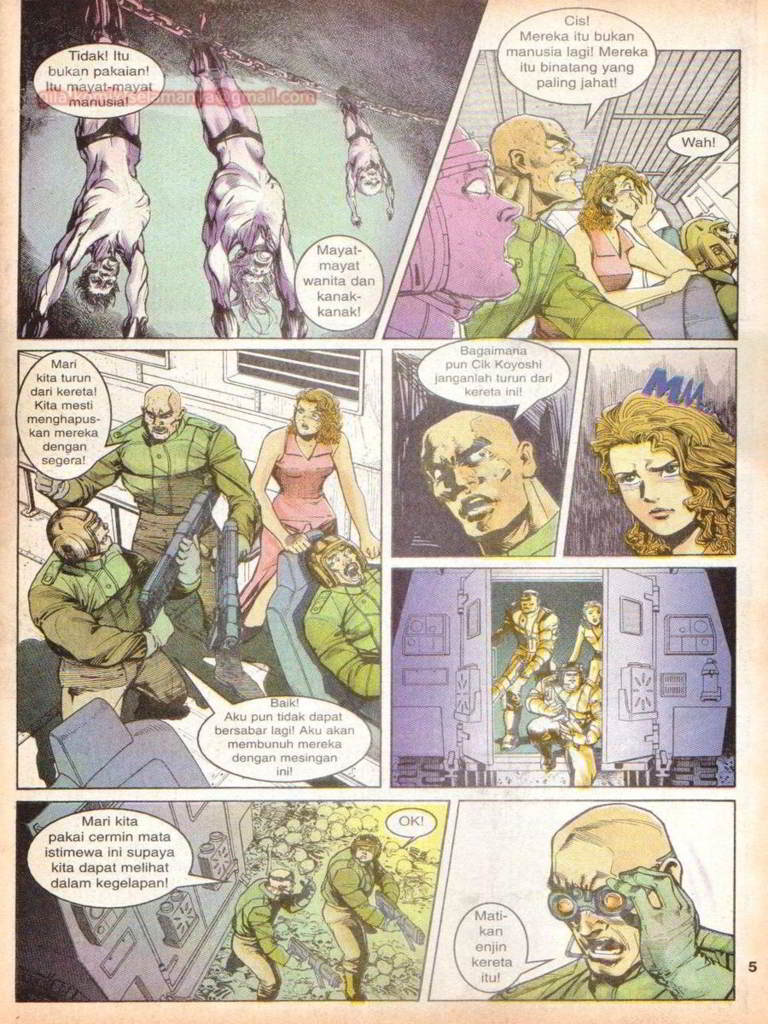 Tidak! Itu
bukan pakaian!
Itu mayat-mayat
manusia!
Mayat-
mayat
wanita dan
kanak-
kanak!
Cis!
Mereka itu bukan
manusia lagi! Mereka
itu binatang yang
paling jahat!
Wah!
Mari
kita turun
dari kereta!
Kita mesti
menghapus-
kan mereka
dengan
segera!
Baik!
Aku pun tidak dapat
bersabar lagi! Aku akan
membunuh mereka
dengan mesingan
ini!
Bagaimana
pun Cik Koyoshi
janganlah turun dari
kereta ini!
Mari kita
pakai cermin mata
istimewa ini supaya
kita dapat melihat
dalam kegelapan!
OK!
Mati-
kan
enjin
kereta
itu!
5